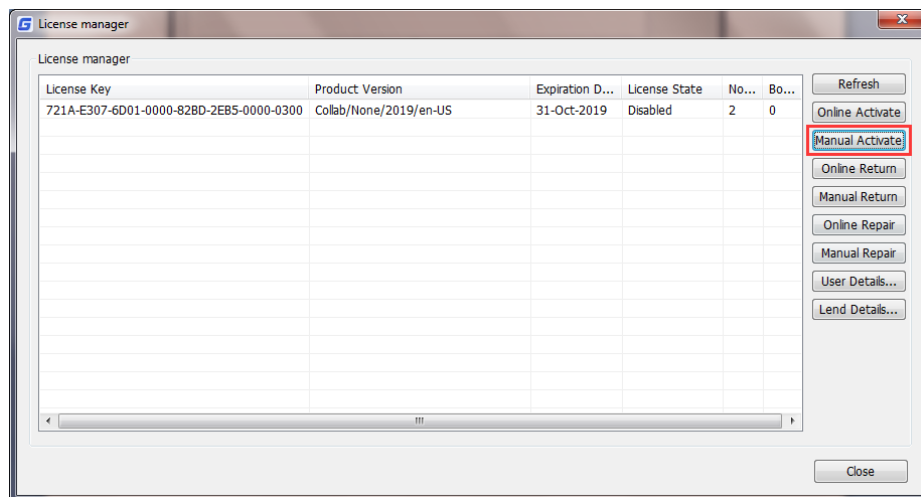 License manager
License manager
License Key Product Version Expiration D... License State No... Bo...
721A-E307-6D01-0000-82BD-2EB5-0000-0300 Collab/None/2019/en-US 31-Oct-2019 Disabled 2 0
Refresh
Online Activate
Manual Activate
Online Return
Manual Return
Online Repair
Manual Repair
User Details...
Lend Details...
Close